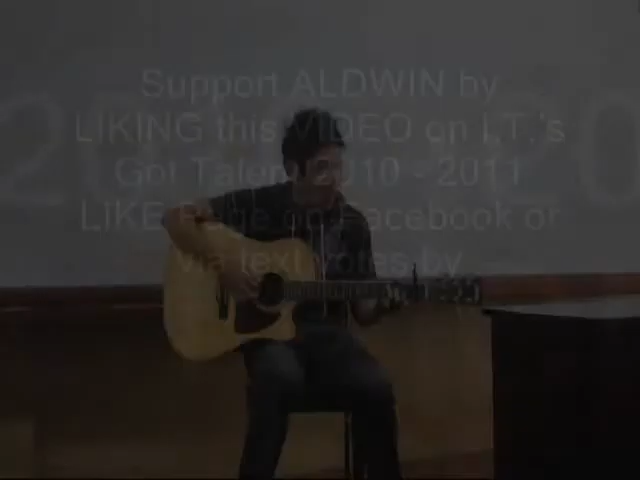 Support ALDWIN by
LIKING this VIDEO on I.T.'s
Got Talent 2010 - 2011
LIKE Page on Facebook or
via text votes by